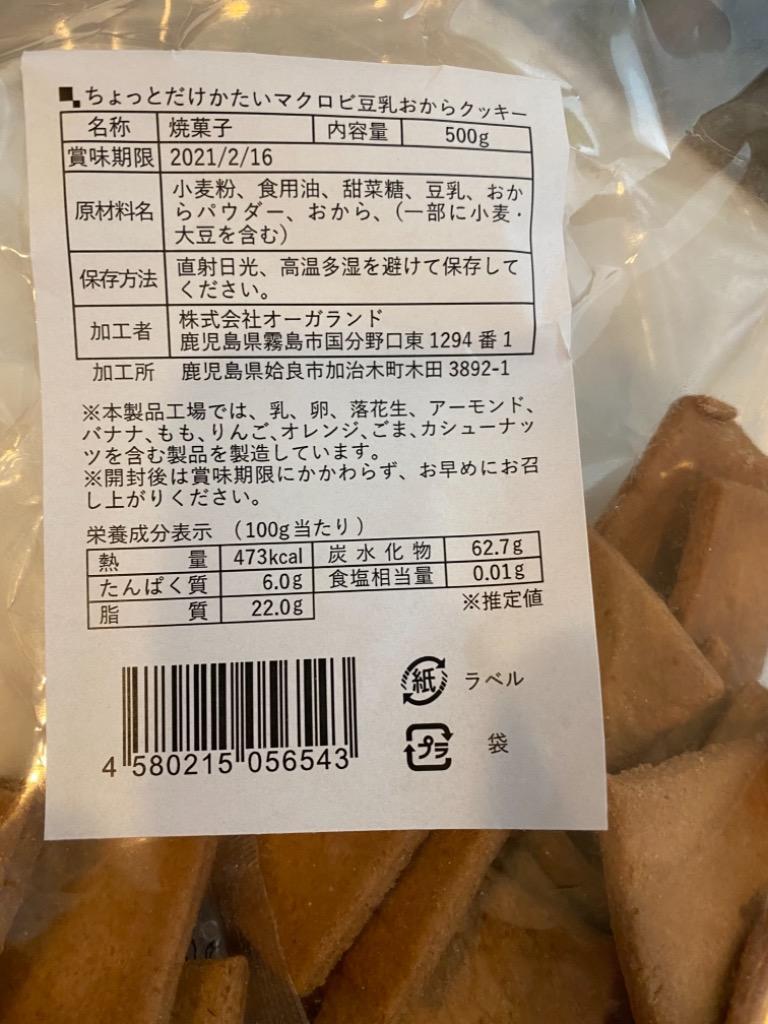 ちょっとだけかたいマクロビ豆乳おからクッキー
名称 焼菓子 内容量 500g
賞味期限 2021/2/16
原材料名 小麦粉、食用油、甜菜糖、豆乳、おか
らパウダー、おから、（一部に小麦・
大豆を含む）
保存方法 直射日光、高温多湿を避けて保存して
ください。
加工者 株式会社オーガランド
鹿児島県霧島市国分野口東 1294 番 1
加工所 鹿児島県姶良市加治木町木田 3892-1
※本製品工場では、乳、卵、落花生、アーモンド、
バナナ、もも、りんご、オレンジ、ごま、カシューナッ
ツを含む製品を製造しています。
※開封後は賞味期限にかかわらず、お早めにお召
し上がりください。
栄養成分表示 （100g当たり）
熱量 473kcal 炭水化物 62.7g
たんぱく質 6.0g 食塩相当量 0.01g
脂質 22.0g
※推定値
紙 ラベル
プラ 袋
4 580215 056543